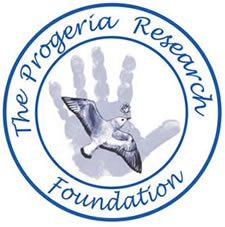 The Progeria Research
Foundation